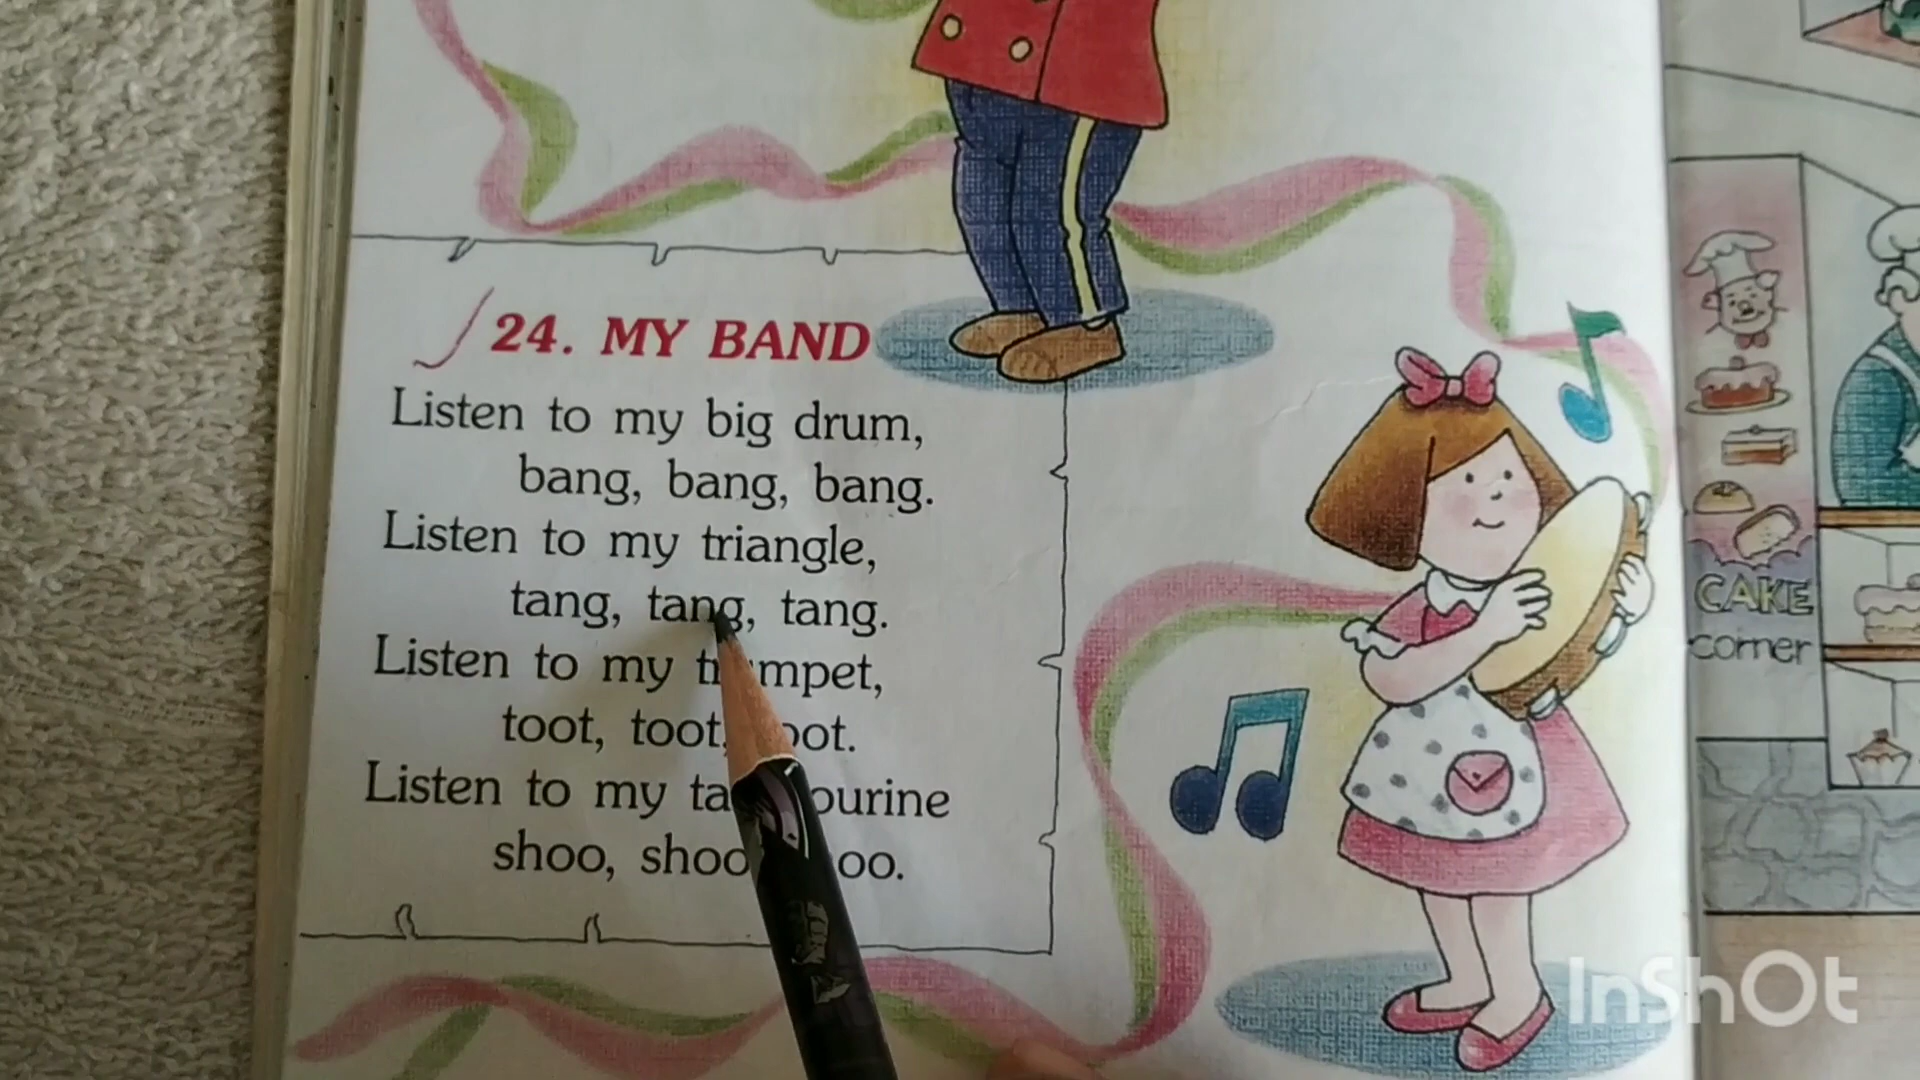 24. MY BAND
Listen to my big drum,
bang, bang, bang.
Listen to my triangle,
tang, tang, tang.
Listen to my
toot, toot,
Listen to my
shoo,
CAKE
corner
InShOt